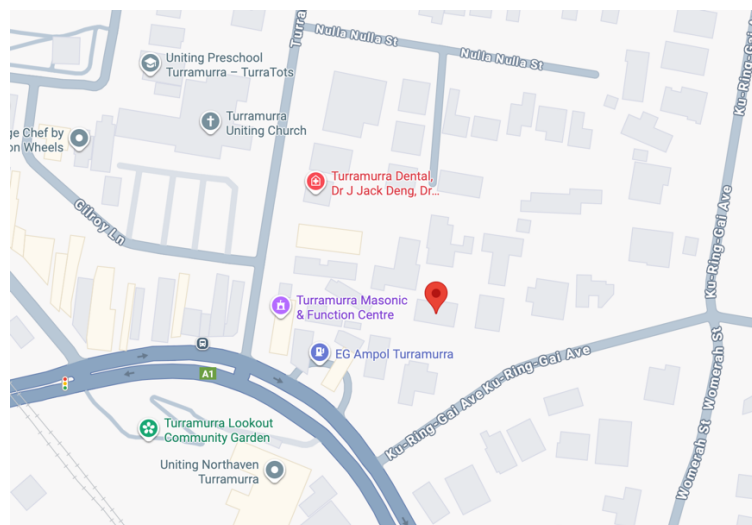 Turra
Nulla Nulla St
Nulla Nulla St
Ku-Ring-Gai Ave
Uniting Preschool
Turramurra – TurraTots
Turramurra
Uniting Church
ge Chef by
on Wheels
Turramurra Dental,
Dr J Jack Deng, Dr...
Gilroy Ln
Ku-Ring-Gai Ave
Turramurra Masonic
& Function Centre
EG Ampol Turramurra
A1
Ku-Ring-Gai Ave
Ku-Ring-Gai Ave
Womerah St
Womerah St
Turramurra Lookout
Community Garden
Uniting Northaven
Turramurra